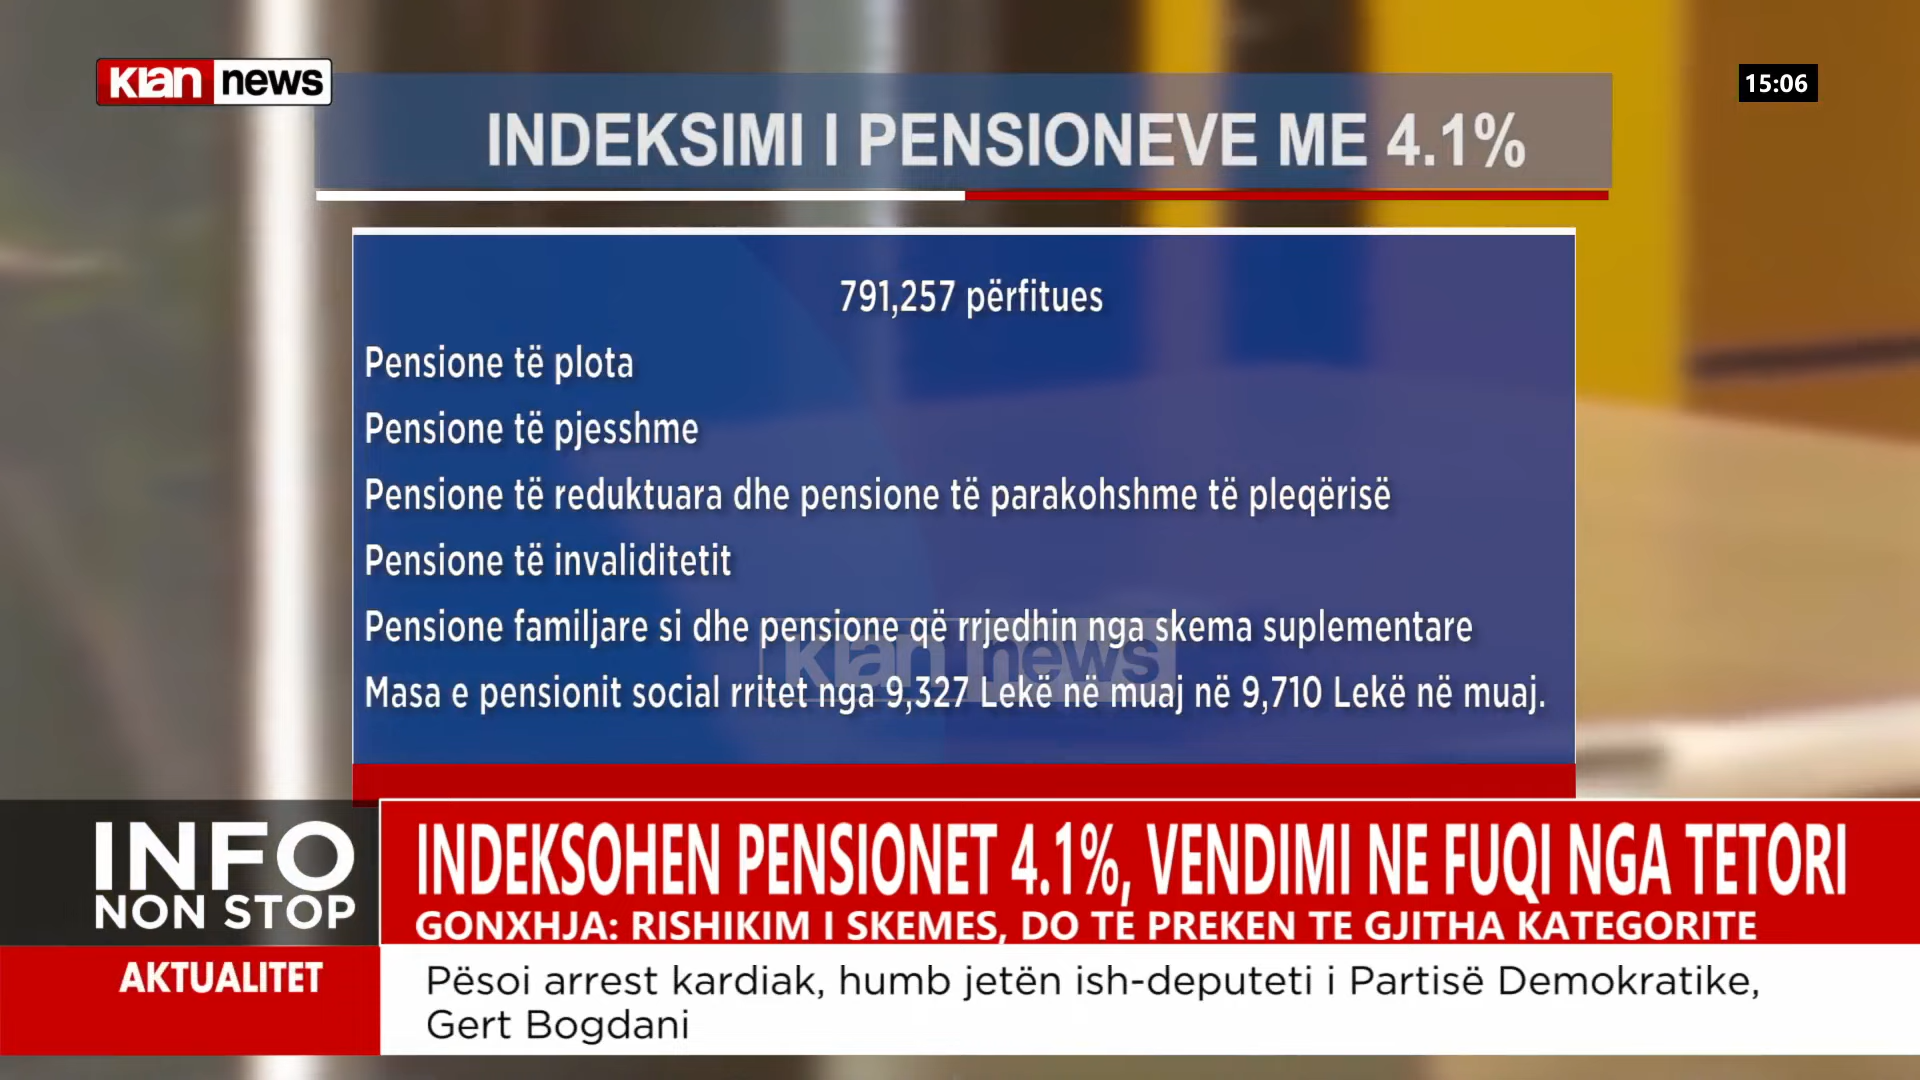 klan news
15:06
INDEKSIMI I PENSIONEVE ME 4.1%
791,257 përfitues
Pensione të plota
Pensione të pjesshme
Pensione të reduktuara dhe pensione të parakohshme të pleqërisë
Pensione të invaliditetit
Pensione familjare si dhe pensione që rrjedhin nga skema suplementare
klan news
Masa e pensionit social rritet nga 9,327 Lekë në muaj në 9,710 Lekë në muaj.
INFO
NON STOP
INDEKSOHEN PENSIONET 4.1%, VENDIMI NE FUQI NGA TETORI
GONXHJA: RISHIKIM I SKEMES, DO TE PREKEN TE GJITHA KATEGORITE
AKTUALITET
Pësoi arrest kardiak, humb jetën ish-deputeti i Partisë Demokratike,
Gert Bogdani